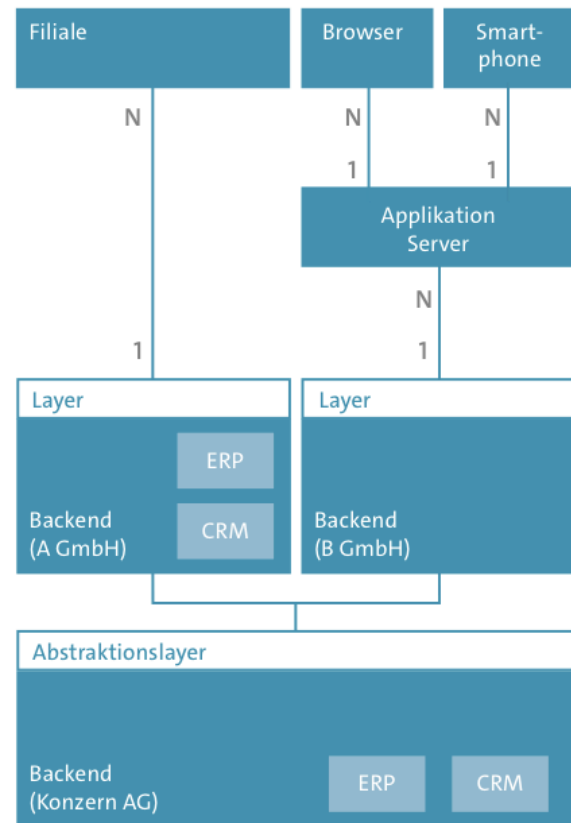 Filiale
Browser
Smart-
phone
N
N
N
1
1
Applikation
Server
N
1
1
Layer
Layer
ERP
CRM
Backend
(A GmbH)
Backend
(B GmbH)
Abstraktionslayer
Backend
(Konzern AG)
ERP
CRM